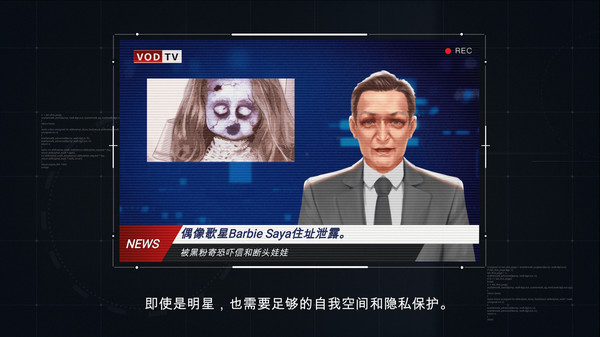 VOD TV
REC
偶像歌星Barbie Saya住址泄露。
NEWS
被黑粉寄恐吓信和断头娃娃
即使是明星，也需要足够的自我空间和隐私保护。